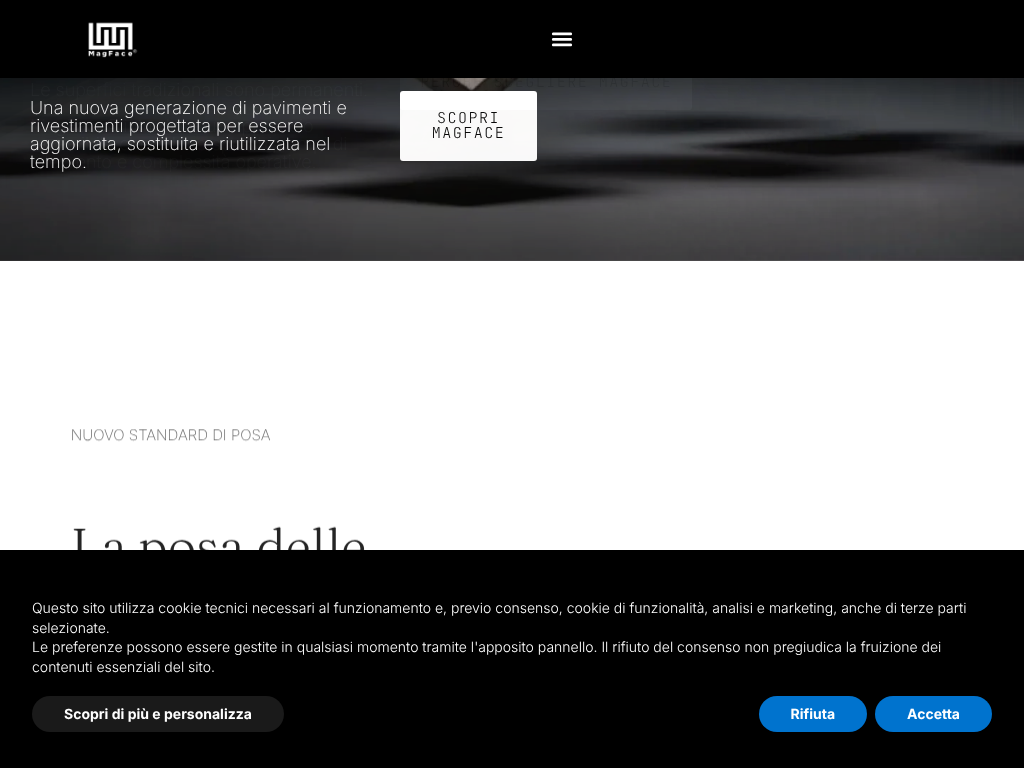 MagFace
Una nuova generazione di pavimenti e
rivestimenti progettata per essere
aggiornata, sostituita e riutilizzata nel
tempo.
SCOPRI
MAGFACE
NUOVO STANDARD DI POSA
La posa delle
Questo sito utilizza cookie tecnici necessari al funzionamento e, previo consenso, cookie di funzionalità, analisi e marketing, anche di terze parti
selezionate.
Le preferenze possono essere gestite in qualsiasi momento tramite l'apposito pannello. Il rifiuto del consenso non pregiudica la fruizione dei
contenuti essenziali del sito.
Scopri di più e personalizza
Rifiuta
Accetta